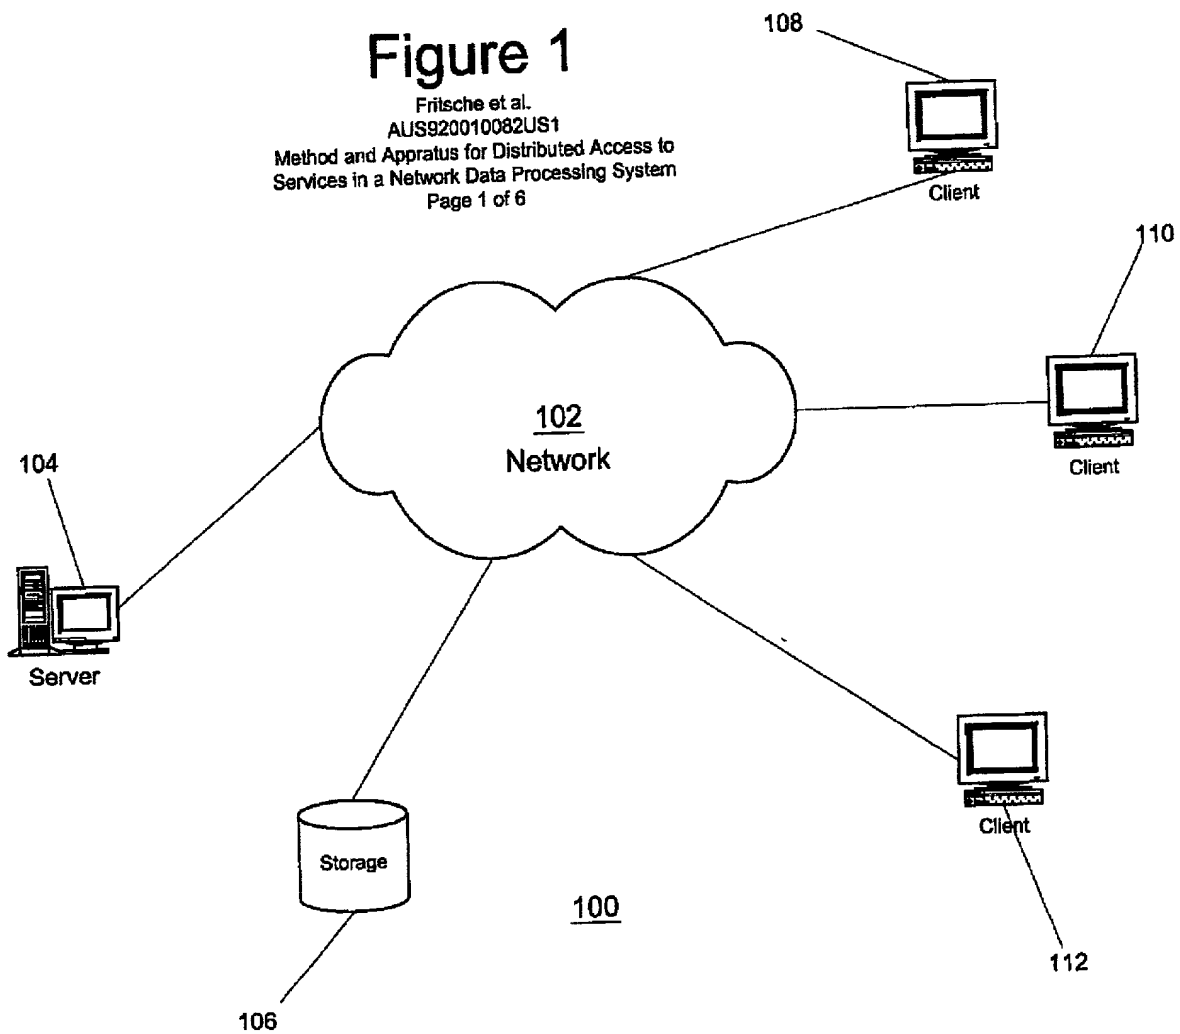 Figure 1
Fritsche et al.
AUS920010082US1
Method and Appratus for Distributed Access to
Services in a Network Data Processing System
Page 1 of 6
108
Client
110
Client
102
Network
104
Server
Storage
106
100
Client
112